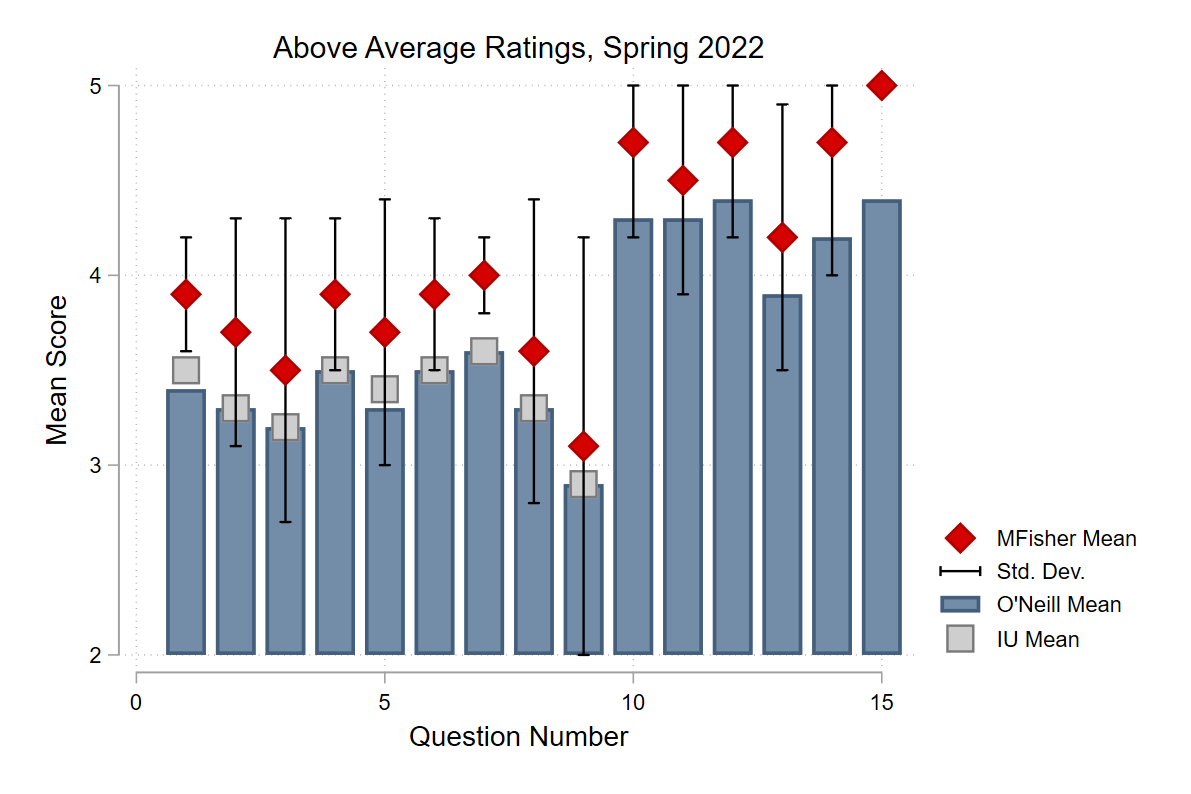 Above Average Ratings, Spring 2022
5
4
3
2
Mean Score
0 5 10 15
Question Number
MFisher Mean
Std. Dev.
O'Neill Mean
IU Mean